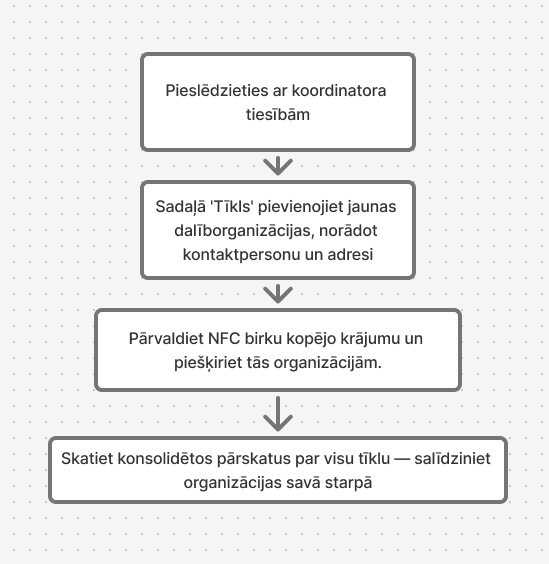 Pieslēdzieties ar koordinatora
tiesībām
Sadaļā 'Tīkls' pievienojiet jaunas
dalīborganizācijas, norādot
kontaktpersonu un adresi
Pārvaldiet NFC birku kopējo krājumu un
piešķiriet tās organizācijām.
Skatiet konsolidētos pārskatus par visu tīklu — salīdziniet
organizācijas savā starpā